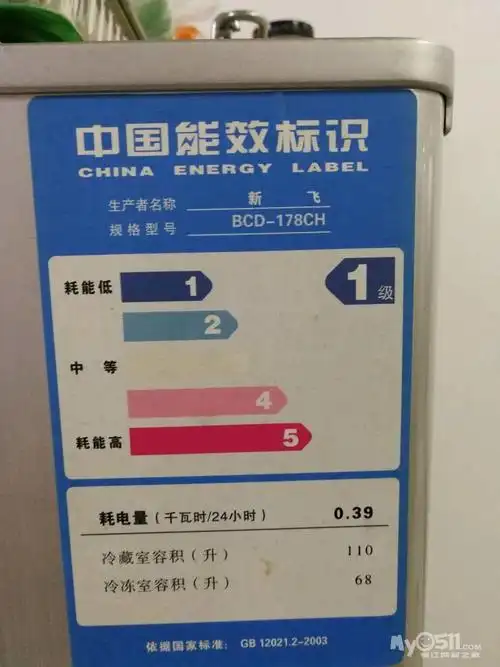 中国能效标识
CHINA ENERGY LABEL
生产者名称 新 飞
规格型号 BCD-178CH
耗能低 1 1级
2
中 等
4
耗能高 5
耗电量（千瓦时/24小时） 0.39
冷藏室容积（升） 110
冷冻室容积（升） 68
依据国家标准： GB 12021.2-2003
My0511.com